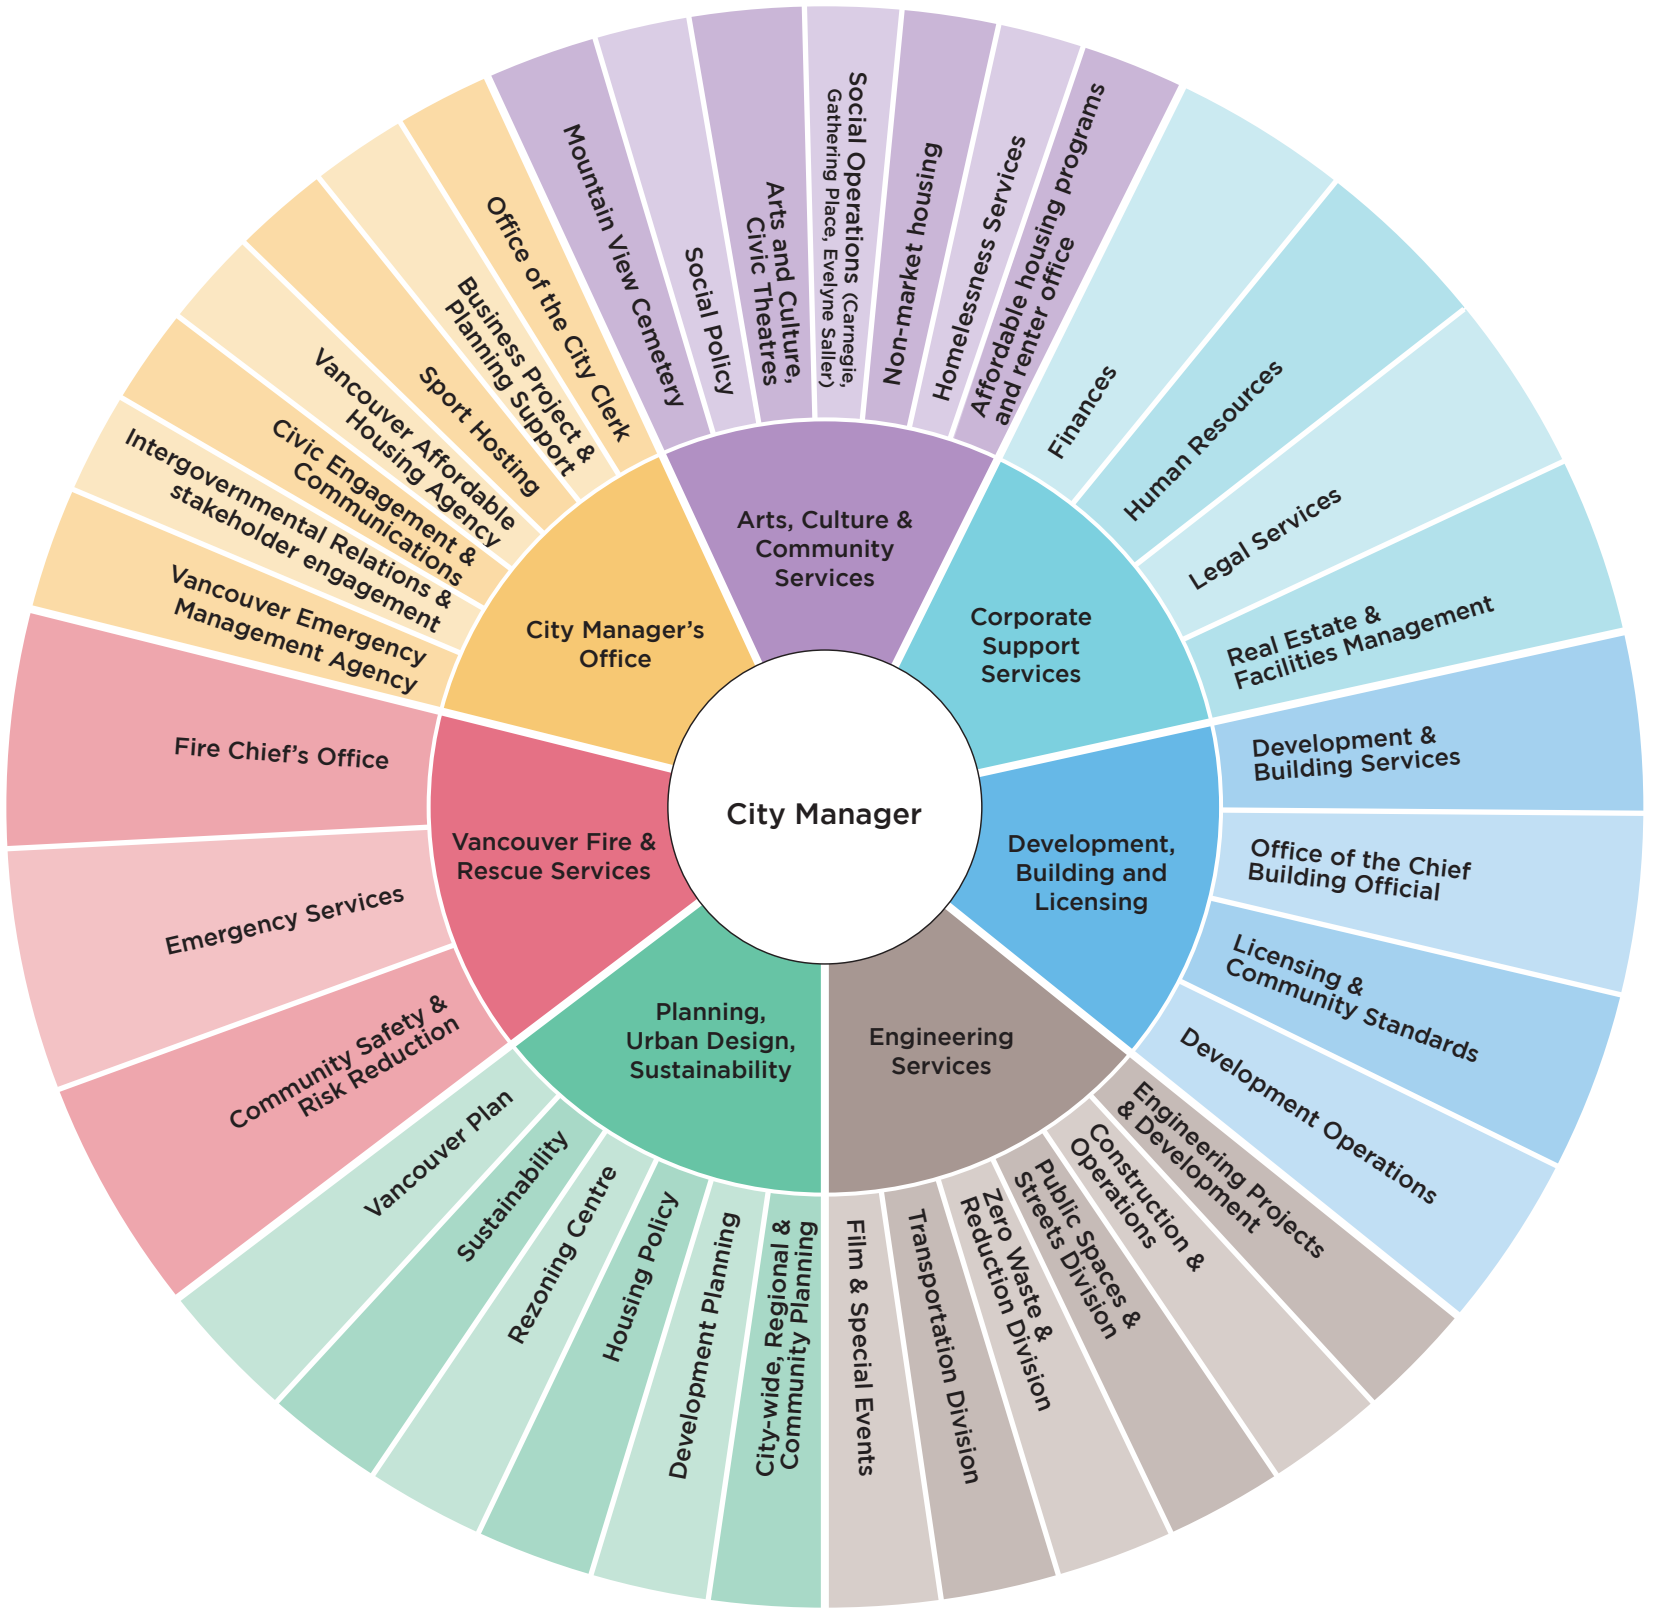 City Manager
Arts, Culture &
Community
Services
Mountain View Cemetery
Social Policy
Arts and Culture,
Civic Theatres
Social Operations (Carnegie,
Gathering Place, Evelyne Saller)
Non-market housing
Homelessness Services
Affordable housing programs
and renter office
Corporate
Support
Services
Finances
Human Resources
Legal Services
Real Estate &
Facilities Management
Development,
Building and
Licensing
Development &
Building Services
Office of the Chief
Building Official
Licensing &
Community Standards
Development Operations
Engineering
Services
Engineering Projects
& Development
Construction &
Operations
Public Spaces &
Streets Division
Zero Waste &
Reduction Division
Transportation Division
Film & Special Events
Planning,
Urban Design,
Sustainability
City-wide, Regional &
Community Planning
Development Planning
Housing Policy
Rezoning Centre
Sustainability
Vancouver Plan
Vancouver Fire &
Rescue Services
Community Safety &
Risk Reduction
Emergency Services
Fire Chief’s Office
City Manager’s
Office
Vancouver Emergency
Management Agency
Intergovernmental Relations &
stakeholder engagement
Civic Engagement &
Communications
Vancouver Affordable
Housing Agency
Sport Hosting
Business Project &
Planning Support
Office of the City Clerk